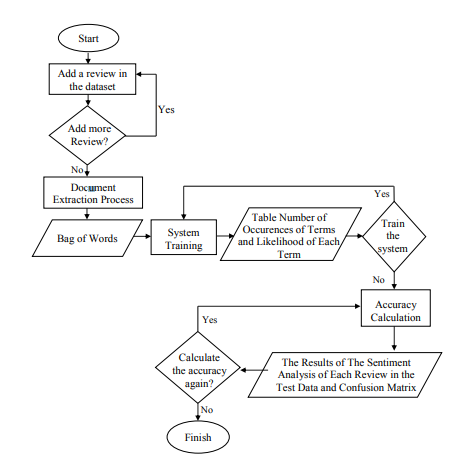 Start
Add a review in
the dataset
Yes
Add more
Review?
No
Document
Extraction Process
Bag of Words
System
Training
Table Number of
Occurences of Terms
and Likelihood of Each
Term
Yes
Train
the
system
No
Accuracy
Calculation
Yes
The Results of The Sentiment
Analysis of Each Review in the
Test Data and Confusion Matrix
Calculate
the accuracy
again?
No
Finish